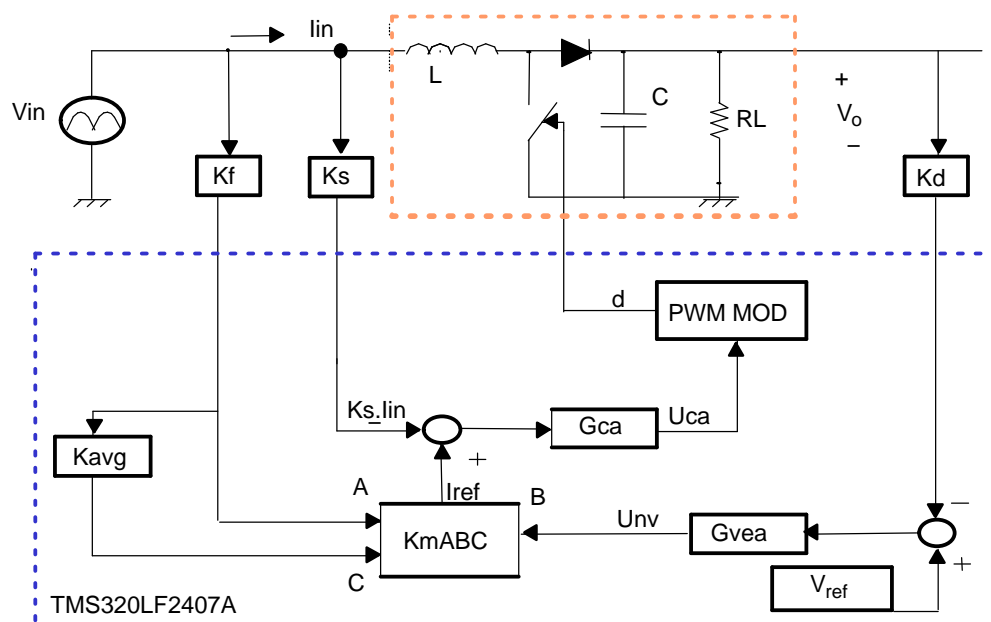 Iin
L
Vin
C
RL
+
Vo
−
Kf
Ks
Kd
d
PWM MOD
Ks.Iin
−
Gca
Uca
Kavg
+
A
Iref
B
KmABC
Unv
Gvea
−
+
C
Vref
TMS320LF2407A